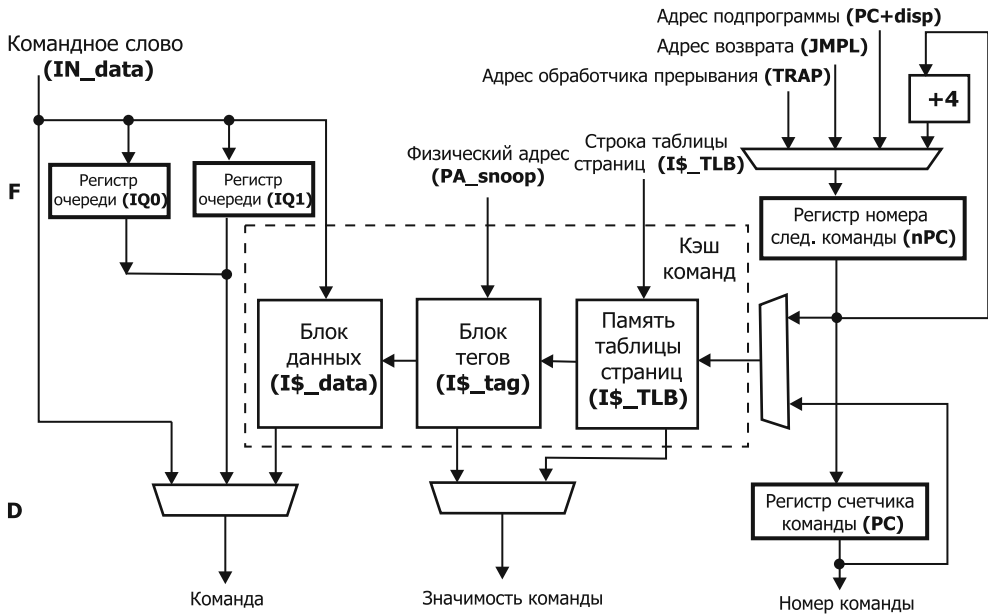 Адрес подпрограммы (PC+disp)
Командное слово
(IN_data)
Адрес возврата (JMPL)
Адрес обработчика прерывания (TRAP)
+4
Строка таблицы
страниц (I$_TLB)
Физический адрес
(PA_snoop)
F
Регистр
очереди (IQ0)
Регистр
очереди (IQ1)
Регистр номера
след. команды (nPC)
Кэш
команд
Блок
данных
(I$_data)
Блок
тегов
(I$_tag)
Память
таблицы
страниц
(I$_TLB)
D
Регистр счетчика
команды (PC)
Команда
Значимость команды
Номер команды